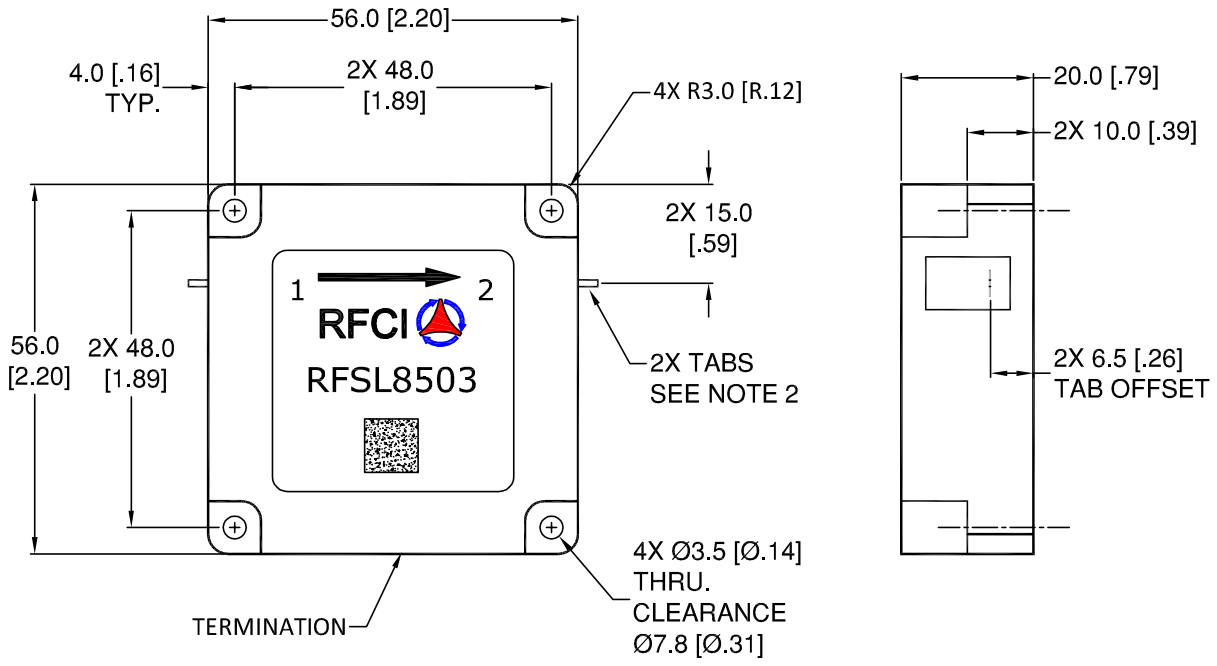 56.0 [2.20]
4.0 [.16]
TYP.
2X 48.0
[1.89]
4X R3.0 [R.12]
20.0 [.79]
2X 10.0 [.39]
2X 15.0
[.59]
1
2
RFCI
RFSL8503
56.0
[2.20]
2X 48.0
[1.89]
2X TABS
SEE NOTE 2
2X 6.5 [.26]
TAB OFFSET
4X Ø3.5 [Ø.14]
THRU.
CLEARANCE
Ø7.8 [Ø.31]
TERMINATION